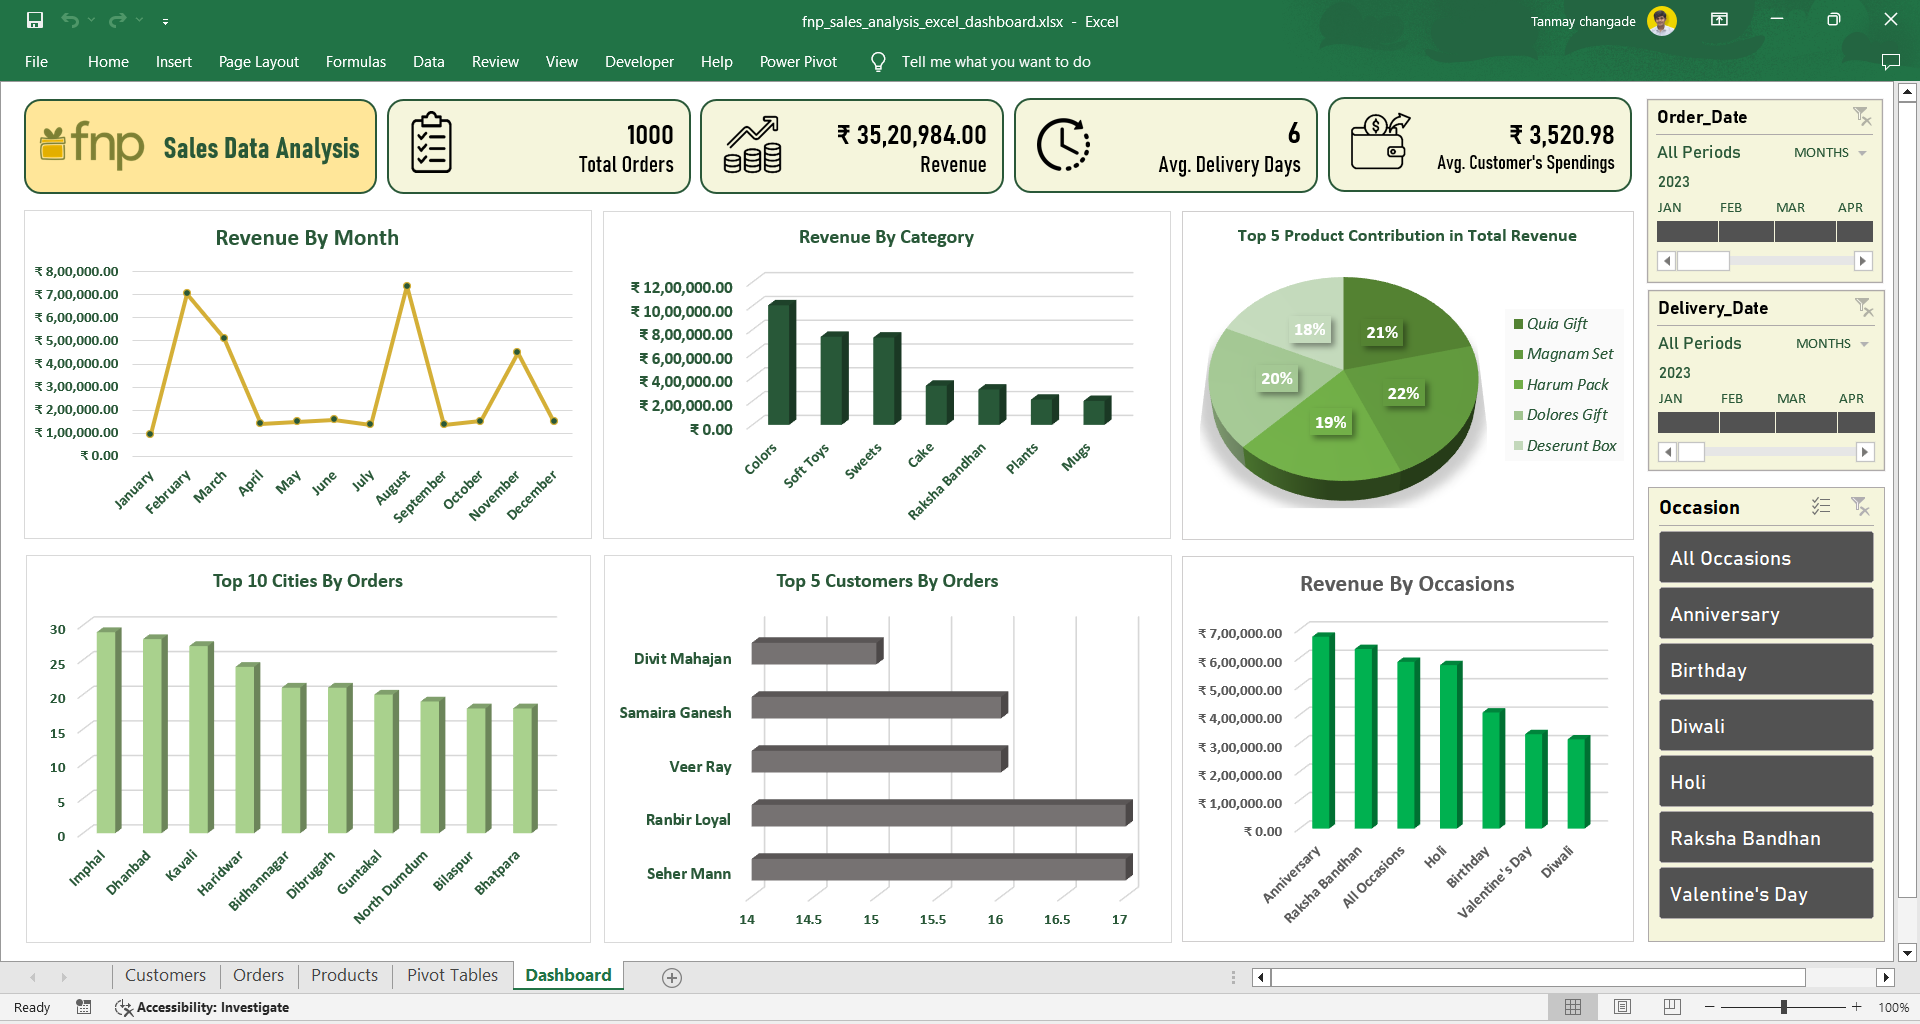 fnp_sales_analysis_excel_dashboard.xlsx - Excel
Tanmay changade
File Home Insert Page Layout Formulas Data Review View Developer Help Power Pivot Tell me what you want to do
fnp Sales Data Analysis
1000
Total Orders
₹ 35,20,984.00
Revenue
6
Avg. Delivery Days
₹ 3,520.98
Avg. Customer's Spendings
Revenue By Month
₹ 8,00,000.00
₹ 7,00,000.00
₹ 6,00,000.00
₹ 5,00,000.00
₹ 4,00,000.00
₹ 3,00,000.00
₹ 2,00,000.00
₹ 1,00,000.00
₹ 0.00
January February March April May June July August September October November December
Revenue By Category
₹ 12,00,000.00
₹ 10,00,000.00
₹ 8,00,000.00
₹ 6,00,000.00
₹ 4,00,000.00
₹ 2,00,000.00
₹ 0.00
Colors Soft Toys Sweets Cake Raksha Bandhan Plants Mugs
Top 5 Product Contribution in Total Revenue
18%
21%
20%
22%
19%
Quia Gift
Magnam Set
Harum Pack
Dolores Gift
Deserunt Box
Order_Date
All Periods MONTHS
2023
JAN FEB MAR APR
Delivery_Date
All Periods MONTHS
2023
JAN FEB MAR APR
Top 10 Cities By Orders
30
25
20
15
10
5
0
Imphal Dhanbad Kavali Haridwar Bidhannagar Dibrugarh Guntakal North Dumdum Bilaspur Bhatpara
Top 5 Customers By Orders
Divit Mahajan
Samaira Ganesh
Veer Ray
Ranbir Loyal
Seher Mann
14 14.5 15 15.5 16 16.5 17
Revenue By Occasions
₹ 7,00,000.00
₹ 6,00,000.00
₹ 5,00,000.00
₹ 4,00,000.00
₹ 3,00,000.00
₹ 2,00,000.00
₹ 1,00,000.00
₹ 0.00
Anniversary Raksha Bandhan All Occasions Holi Birthday Valentine's Day Diwali
Occasion
All Occasions
Anniversary
Birthday
Diwali
Holi
Raksha Bandhan
Valentine's Day
Customers Orders Products Pivot Tables Dashboard
Ready Accessibility: Investigate 100%